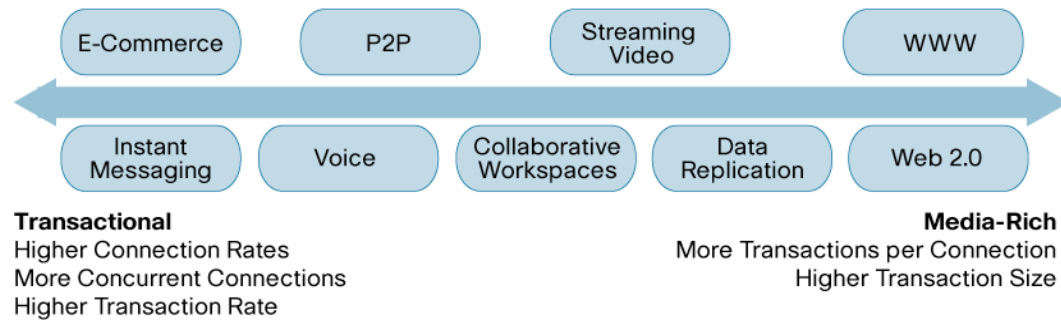 E-Commerce
P2P
Streaming
Video
WWW
Instant
Messaging
Voice
Collaborative
Workspaces
Data
Replication
Web 2.0
Transactional
Higher Connection Rates
More Concurrent Connections
Higher Transaction Rate
Media-Rich
More Transactions per Connection
Higher Transaction Size